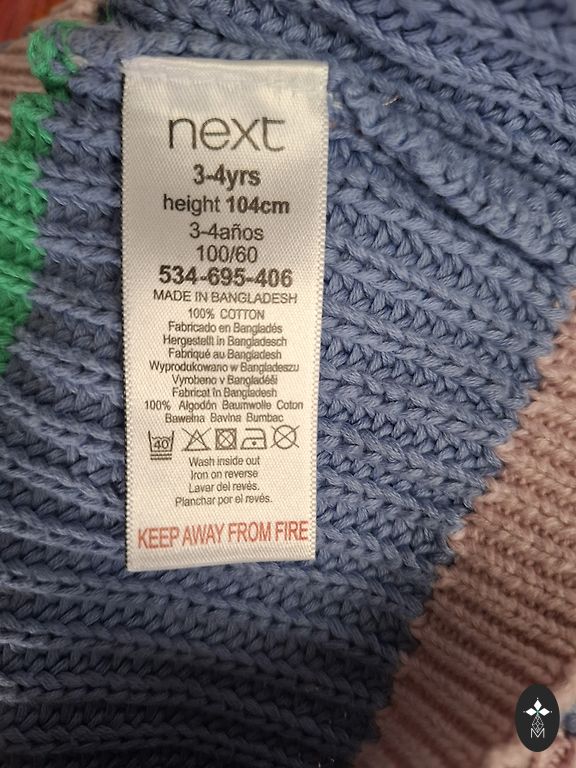 next
3-4yrs
height 104cm
3-4años
100/60
534-695-406
MADE IN BANGLADESH
100% COTTON
Fabricado en Bangladés
Hergestellt in Bangladesch
Fabriqué au Bangladesh
Wyprodukowano w Bangladeszu
Vyrobeno v Bangladéši
Fabricat în Bangladesh
100% Algodón Baumwolle Coton
Bawełna Bavlna Bumbac
40
Wash inside out
Iron on reverse
Lavar del revés.
Planchar por el revés.
KEEP AWAY FROM FIRE
M